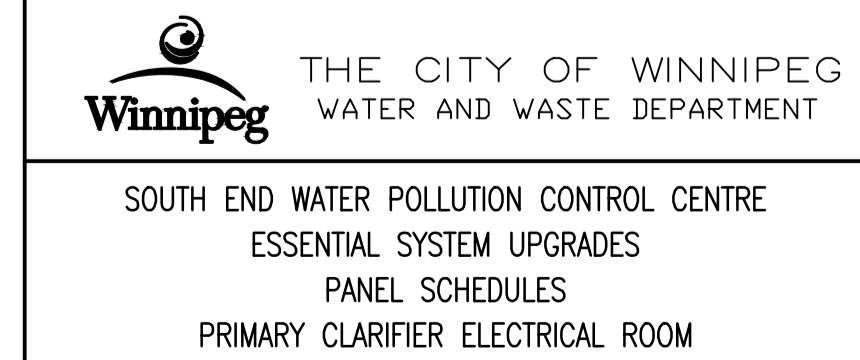 Winnipeg
THE CITY OF WINNIPEG
WATER AND WASTE DEPARTMENT
SOUTH END WATER POLLUTION CONTROL CENTRE
ESSENTIAL SYSTEM UPGRADES
PANEL SCHEDULES
PRIMARY CLARIFIER ELECTRICAL ROOM